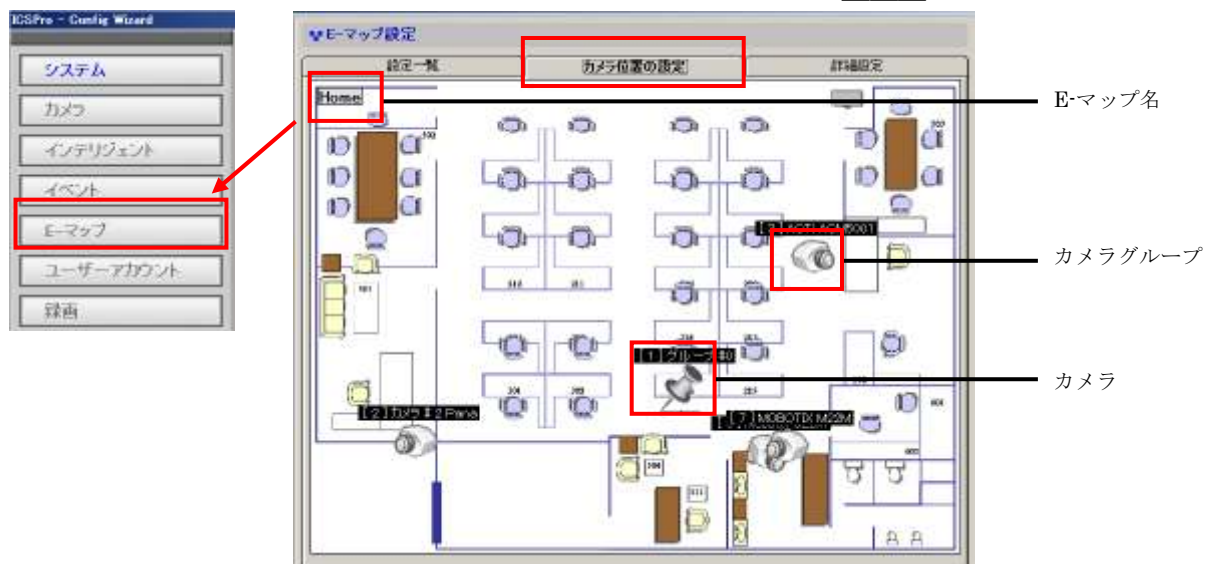 ICSPro - Config Wizard
システム
カメラ
インテリジェント
イベント
E-マップ
ユーザーアカウント
録画
E-マップ設定
設定一覧
カメラ位置の設定
詳細設定
Home
E-マップ名
カメラグループ
[1]グループ#0
カメラ
[2]カメラ#2 Pana
[7]MOBOTIX M22M